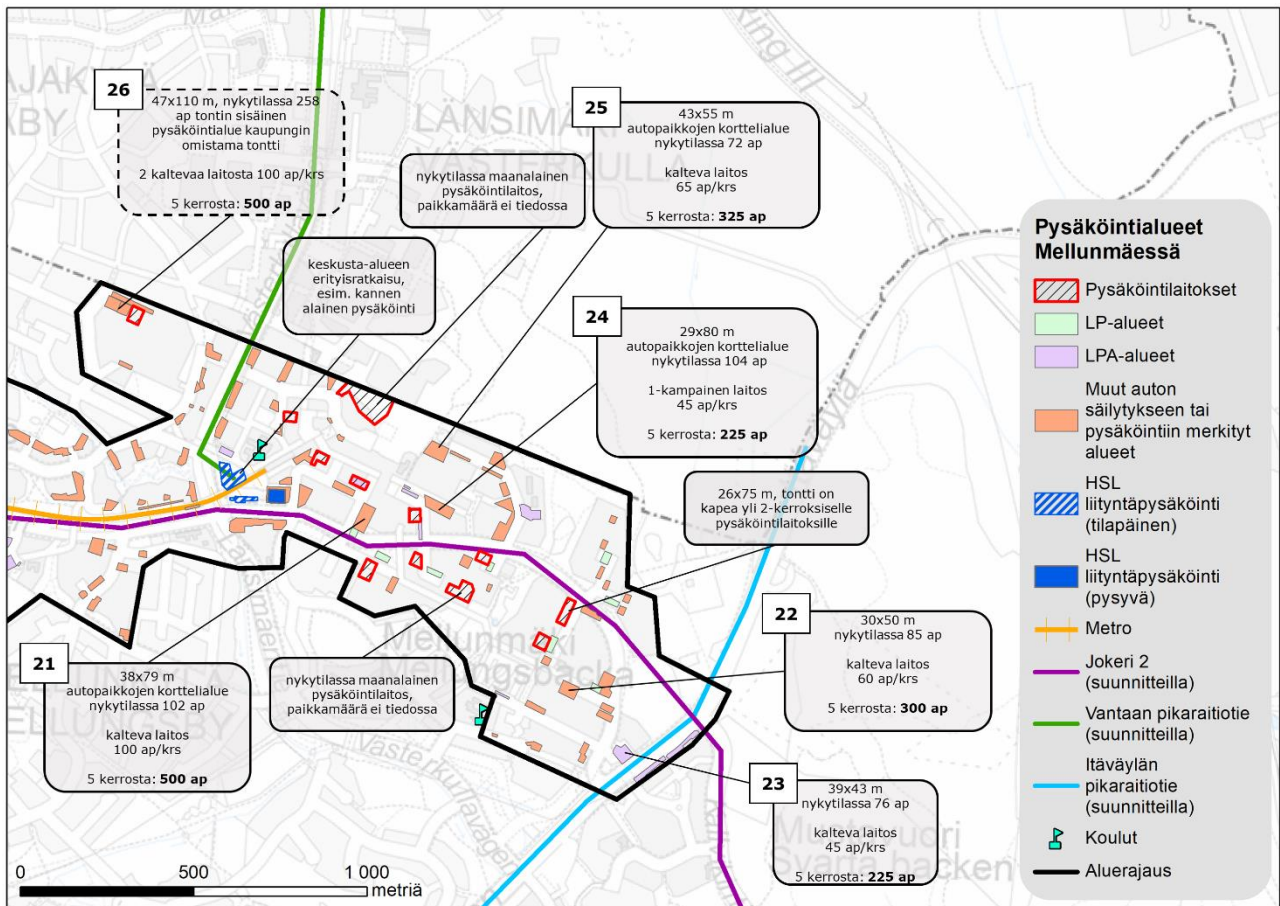 26
47x110 m, nykytilassa 258
ap tontin sisäinen
pysäköintialue kaupungin
omistama tontti
2 kaltevaa laitosta 100 ap/krs
5 kerrosta: 500 ap
nykytilassa maanalainen
pysäköintilaitos,
paikkamäärä ei tiedossa
25
43x55 m
autopaikkojen korttelialue
nykytilassa 72 ap
kalteva laitos
65 ap/krs
5 kerrosta: 325 ap
keskusta-alueen
erityisratkaisu,
esim. kannen
alainen pysäköinti
24
29x80 m
autopaikkojen korttelialue
nykytilassa 104 ap
1-kampainen laitos
45 ap/krs
5 kerrosta: 225 ap
26x75 m, tontti on
kapea yli 2-kerroksiselle
pysäköintilaitoksille
22
30x50 m
nykytilassa 85 ap
kalteva laitos
60 ap/krs
5 kerrosta: 300 ap
21
38x79 m
autopaikkojen korttelialue
nykytilassa 102 ap
kalteva laitos
100 ap/krs
5 kerrosta: 500 ap
nykytilassa maanalainen
pysäköintilaitos,
paikkamäärä ei tiedossa
23
39x43 m
nykytilassa 76 ap
kalteva laitos
45 ap/krs
5 kerrosta: 225 ap
Ring III
LÄNSIMÄ
VÄSTERKULLA
Mellunmäki
Mellungsbacka
Västerkullavägen
Svarta backen
0 500 1 000
metriä
Pysäköintialueet
Mellunmäessä
Pysäköintilaitokset
LP-alueet
LPA-alueet
Muut auton
säilytykseen tai
pysäköintiin merkityt
alueet
HSL
liityntäpysäköinti
(tilapäinen)
HSL
liityntäpysäköinti
(pysyvä)
Metro
Jokeri 2
(suunnitteilla)
Vantaan pikaraitiotie
(suunnitteilla)
Itäväylän
pikaraitiotie
(suunnitteilla)
Koulut
Aluerajaus